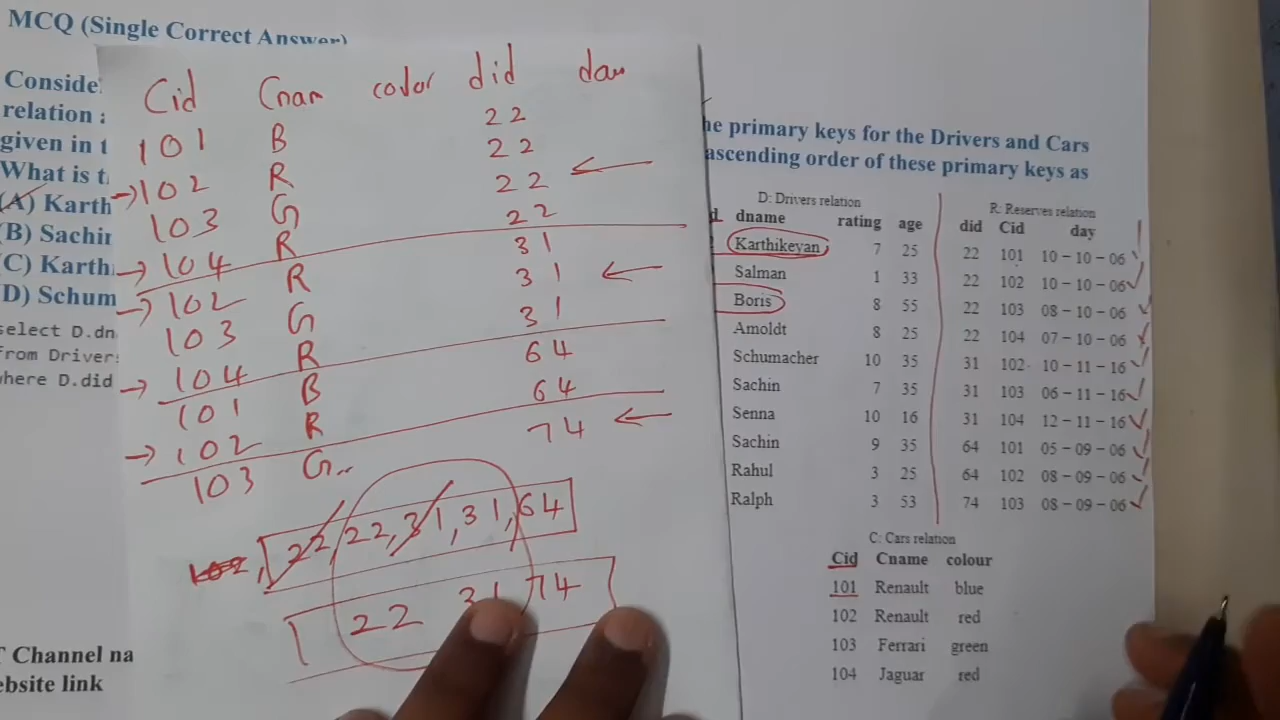 MCQ (Single Correct Answer)
Conside
relation a
given in t
What is t
(A) Karth
(B) Sachin
(C) Karth
(D) Schum
select D.dn
from Driver
where D.did
T Channel na
ebsite link
Cid Cnam color did day
101 B 22
102 R 22
103 G 22
104 R 22
102 R 31
103 G 31
104 R 31
101 B 64
102 R 64
103 G.. 74
102, 22, 22, 31, 31, 64
22 31 74
he primary keys for the Drivers and Cars
ascending order of these primary keys as
D: Drivers relation
d dname rating age
Karthikeyan 7 25
Salman 1 33
Boris 8 55
Amoldt 8 25
Schumacher 10 35
Sachin 7 35
Senna 10 16
Sachin 9 35
Rahul 3 25
Ralph 3 53
R: Reserves relation
did Cid day
22 101 10 – 10 – 06
22 102 10 – 10 – 06
22 103 08 – 10 – 06
22 104 07 – 10 – 06
31 102 10 – 11 – 16
31 103 06 – 11 – 16
31 104 12 – 11 – 16
64 101 05 – 09 – 06
64 102 08 – 09 – 06
74 103 08 – 09 – 06
C: Cars relation
Cid Cname colour
101 Renault blue
102 Renault red
103 Ferrari green
104 Jaguar red